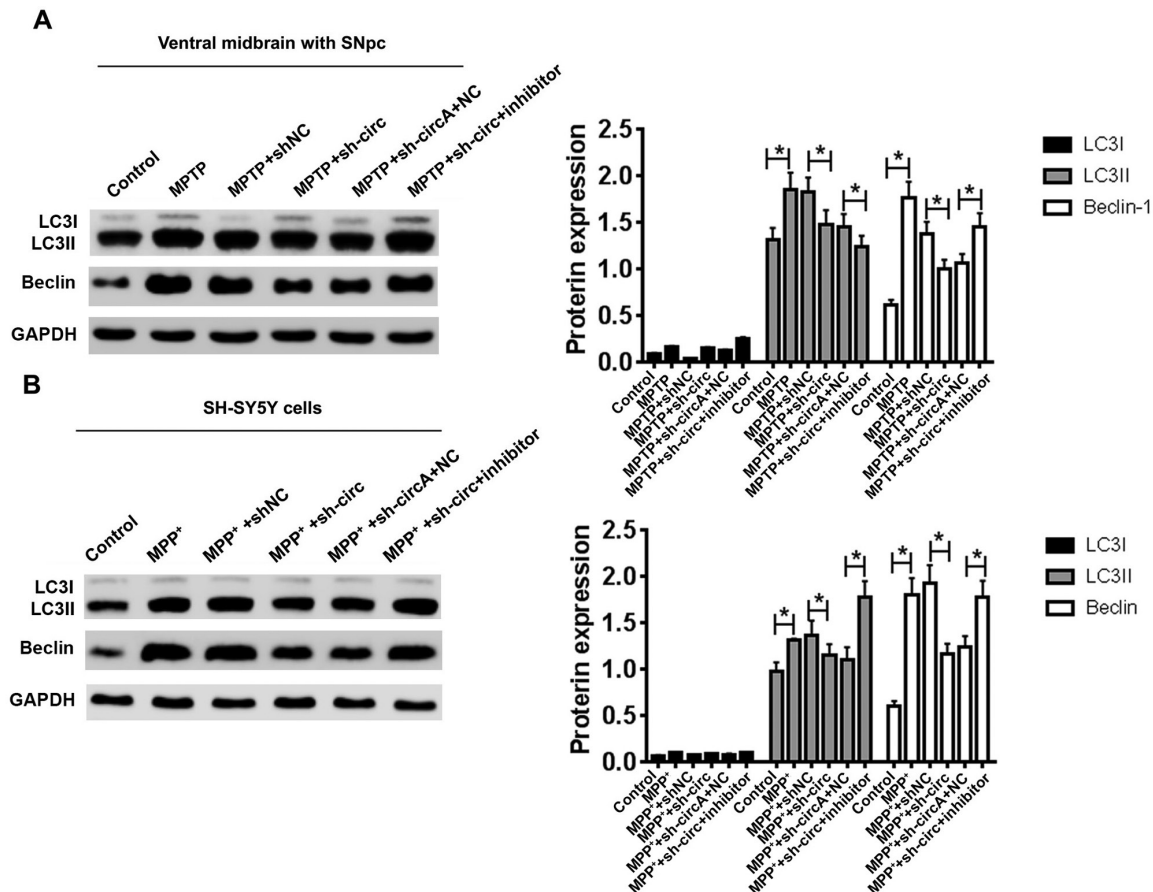 A
Ventral midbrain with SNpc
Control
MPTP
MPTP+shNC
MPTP+sh-circ
MPTP+sh-circA+NC
MPTP+sh-circ+inhibitor
LC3I
LC3II
Beclin
GAPDH
Proterin expression
2.5
2.0
1.5
1.0
0.5
0.0
* * * * * *
Control
MPTP
MPTP+shNC
MPTP+sh-circ
MPTP+sh-circA+NC
MPTP+sh-circ+inhibitor
Control
MPTP
MPTP+shNC
MPTP+sh-circ
MPTP+sh-circA+NC
MPTP+sh-circ+inhibitor
Control
MPTP
MPTP+shNC
MPTP+sh-circ
MPTP+sh-circA+NC
MPTP+sh-circ+inhibitor
LC3I
LC3II
Beclin-1
B
SH-SY5Y cells
Control
MPP⁺
MPP⁺ +shNC
MPP⁺ +sh-circ
MPP⁺ +sh-circA+NC
MPP⁺ +sh-circ+inhibitor
LC3I
LC3II
Beclin
GAPDH
Proterin expression
2.5
2.0
1.5
1.0
0.5
0.0
* * * * * *
Control
MPP⁺
MPP⁺+shNC
MPP⁺+sh-circ
MPP⁺+sh-circA+NC
MPP⁺+sh-circ+inhibitor
Control
MPP⁺
MPP⁺+shNC
MPP⁺+sh-circ
MPP⁺+sh-circA+NC
MPP⁺+sh-circ+inhibitor
Control
MPP⁺
MPP⁺+shNC
MPP⁺+sh-circ
MPP⁺+sh-circA+NC
MPP⁺+sh-circ+inhibitor
LC3I
LC3II
Beclin